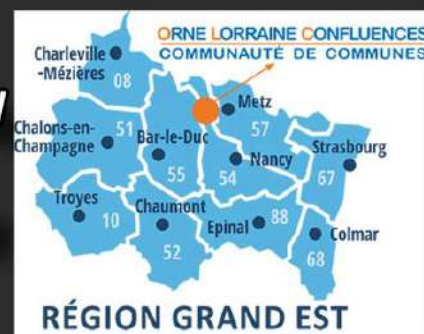 ORNE LORRAINE CONFLUENCES
COMMUNAUTÉ DE COMMUNES
Charleville
-Mézières
08
Metz
57
51
Chalons-en-
Champagne
Bar-le-Duc
55
54
Nancy
Strasbourg
67
Troyes
10
Chaumont
52
Epinal
88
Colmar
68
RÉGION GRAND EST